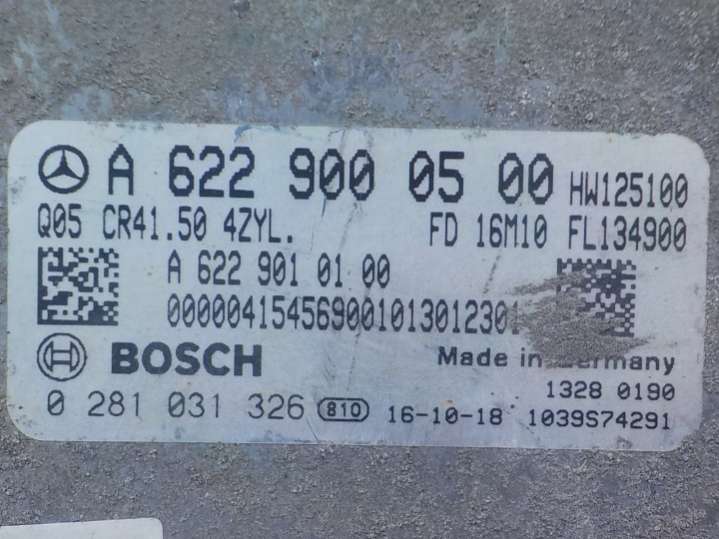 A 622 900 05 00 HW125100
Q05 CR41.50 4ZYL. FD 16M10 FL134900
A 622 901 01 00
BOSCH
Made in Germany
1328 0190
0 281 031 326 810 16-10-18 1039S74291